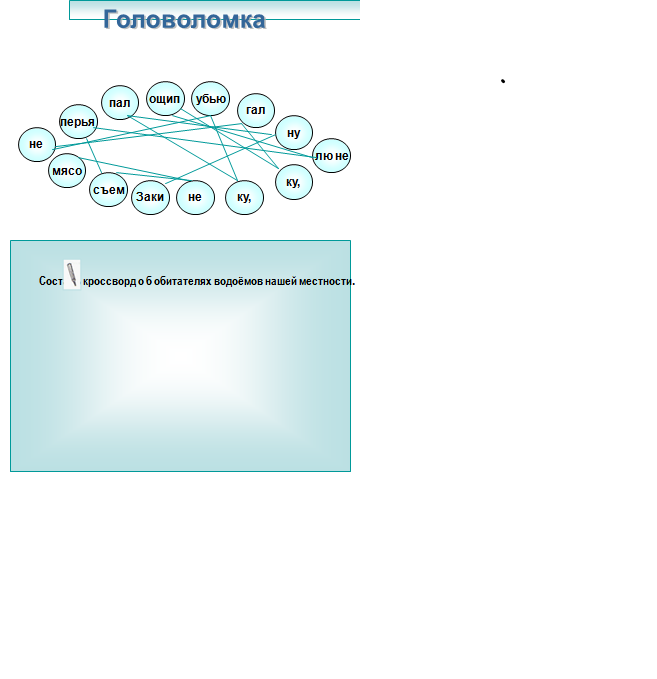 Головоломка
ощип
убью
пал
гал
перья
ну
не
лю не
мясо
ку,
съем
Заки
не
ку,
Сост кроссворд о б обитателях водоёмов нашей местности.